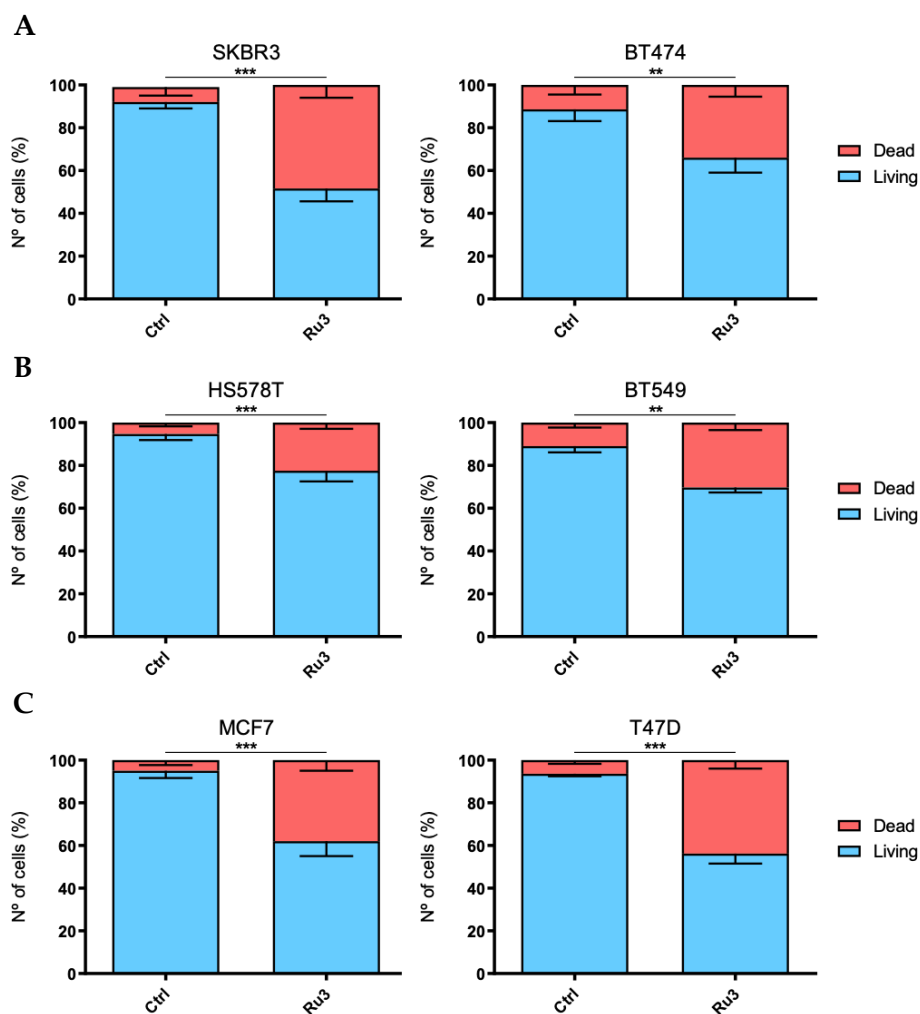 A
SKBR3
***
Nº of cells (%)
100
80
60
40
20
0
Ctrl
Ru3
BT474
**
Nº of cells (%)
100
80
60
40
20
0
Ctrl
Ru3
Dead
Living
B
HS578T
***
Nº of cells (%)
100
80
60
40
20
0
Ctrl
Ru3
BT549
**
Nº of cells (%)
100
80
60
40
20
0
Ctrl
Ru3
Dead
Living
C
MCF7
***
Nº of cells (%)
100
80
60
40
20
0
Ctrl
Ru3
T47D
***
Nº of cells (%)
100
80
60
40
20
0
Ctrl
Ru3
Dead
Living